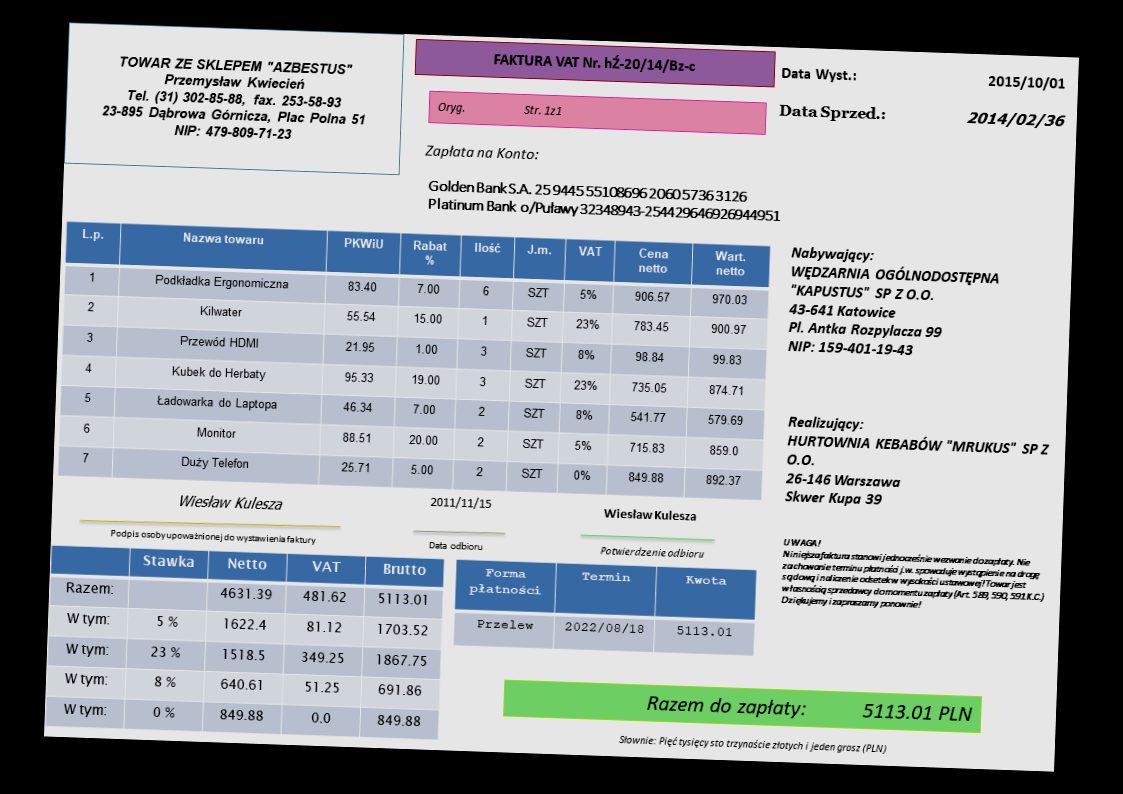 TOWAR ZE SKLEPEM "AZBESTUS"
Przemysław Kwiecień
Tel. (31) 302-85-88, fax. 253-58-93
23-895 Dąbrowa Górnicza, Plac Polna 51
NIP: 479-809-71-23
FAKTURA VAT Nr. hŹ-20/14/Bz-c
Oryg. Str. 1z1
Data Wyst.: 2015/10/01
Data Sprzed.: 2014/02/36
Zapłata na Konto:
Golden Bank S.A. 25 9445 5510 8696 2060 5736 3126
Platinum Bank o/Puławy 32348943-254429646926944951
L.p. Nazwa towaru PKWiU Rabat % Ilość J.m. VAT Cena netto Wart. netto
1 Podkładka Ergonomiczna 83.40 7.00 6 SZT 5% 906.57 970.03
2 Kilwater 55.54 15.00 1 SZT 23% 783.45 900.97
3 Przewód HDMI 21.95 1.00 3 SZT 8% 98.84 99.83
4 Kubek do Herbaty 95.33 19.00 3 SZT 23% 735.05 874.71
5 Ładowarka do Laptopa 46.34 7.00 2 SZT 8% 541.77 579.69
6 Monitor 88.51 20.00 2 SZT 5% 715.83 859.0
7 Duży Telefon 25.71 5.00 2 SZT 0% 849.88 892.37
Nabywający:
WĘDZARNIA OGÓLNODOSTĘPNA
"KAPUSTUS" SP Z O.O.
43-641 Katowice
Pl. Antka Rozpylacza 99
NIP: 159-401-19-43
Realizujący:
HURTOWNIA KEBABÓW "MRUKUS" SP Z
O.O.
26-146 Warszawa
Skwer Kupa 39
Wiesław Kulesza
Podpis osoby upoważnionej do wystawienia faktury
2011/11/15
Data odbioru
Wiesław Kulesza
Potwierdzenie odbioru
UWAGA!
Niniejsza faktura stanowi jednocześnie wezwanie do zapłaty. Nie
zachowanie terminu płatności j.w. spowoduje wystąpienie na drogę
sądową i naliczenie odsetek w wysokości ustawowej! Towar jest
własnością sprzedawcy do momentu zapłaty (Art. 589, 590, 591 K.C.)
Dziękujemy i zapraszamy ponownie!
Stawka Netto VAT Brutto
Razem: 4631.39 481.62 5113.01
W tym: 5 % 1622.4 81.12 1703.52
W tym: 23 % 1518.5 349.25 1867.75
W tym: 8 % 640.61 51.25 691.86
W tym: 0 % 849.88 0.0 849.88
Forma płatności Termin Kwota
Przelew 2022/08/18 5113.01
Razem do zapłaty: 5113.01 PLN
Słownie: Pięć tysięcy sto trzynaście złotych i jeden grosz (PLN)